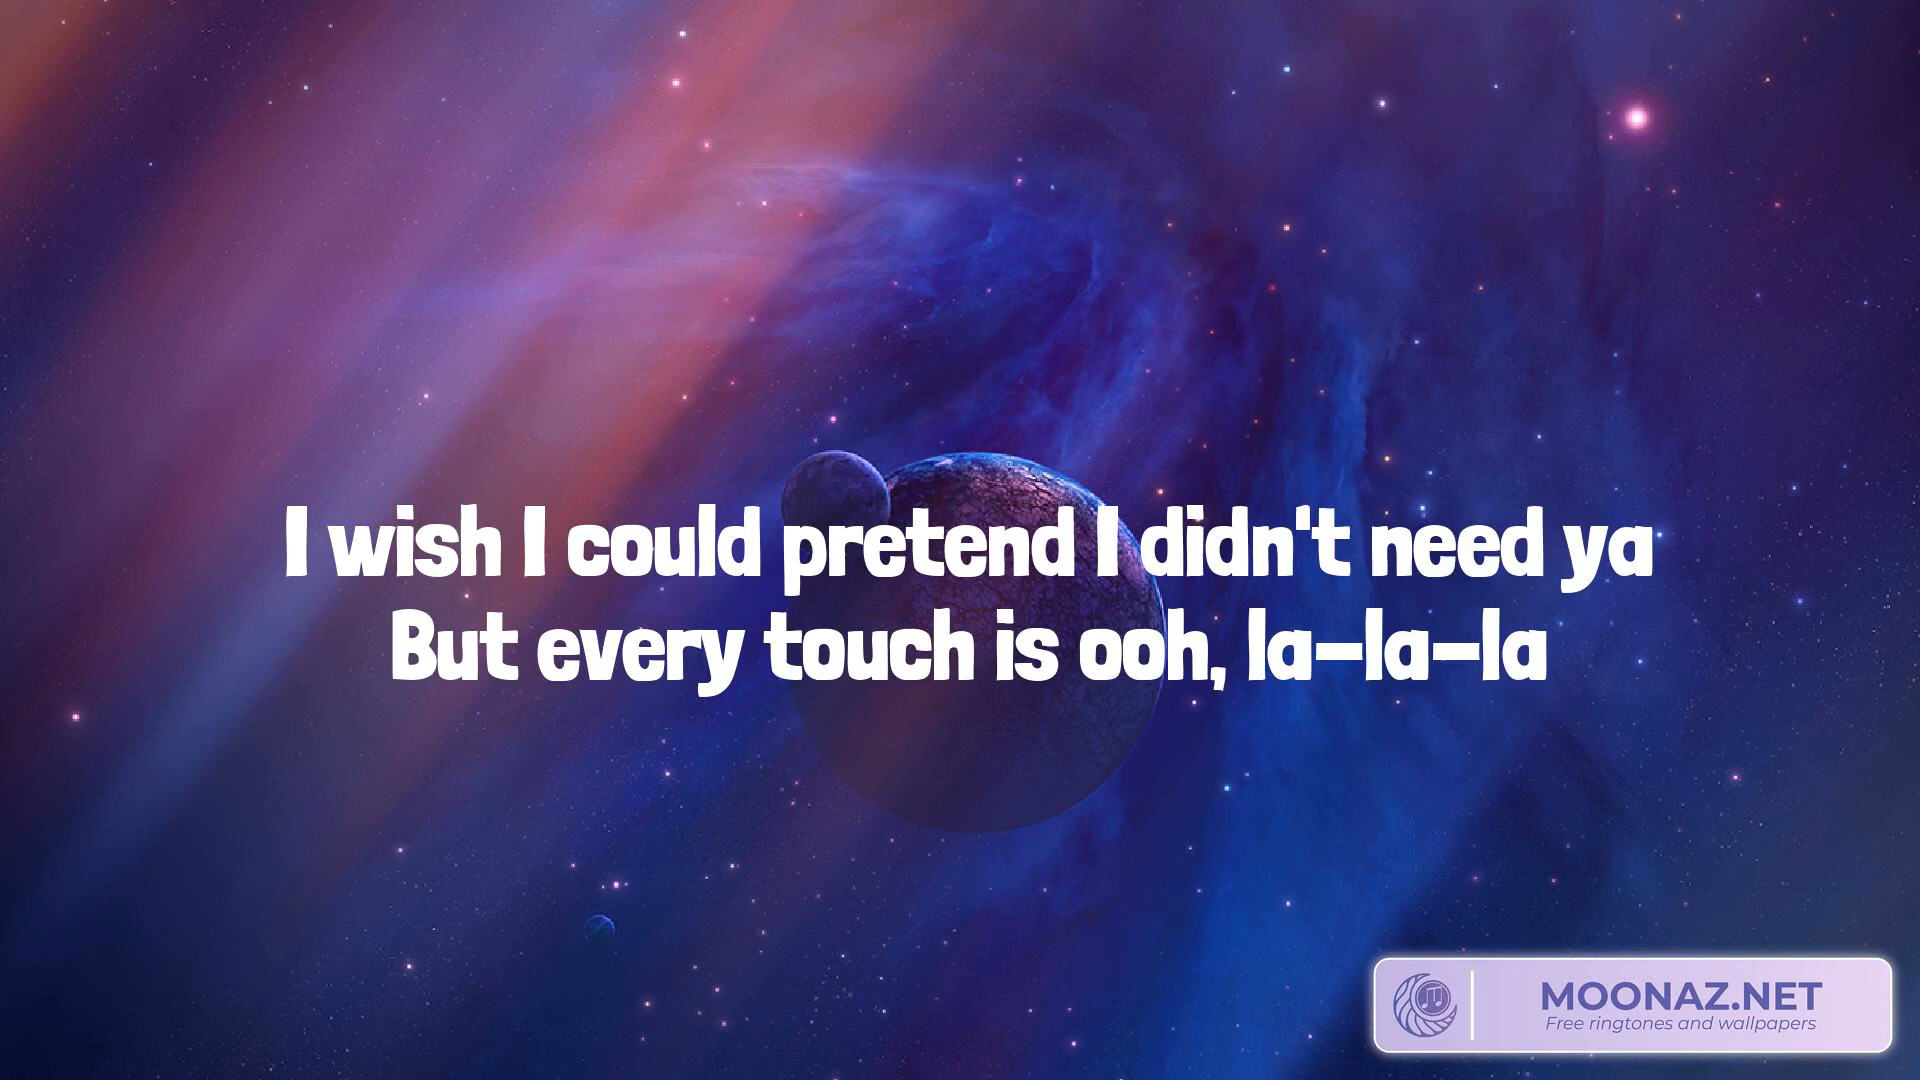 I wish I could pretend I didn't need ya
But every touch is ooh, la-la-la
MOONAZ.NET
Free ringtones and wallpapers